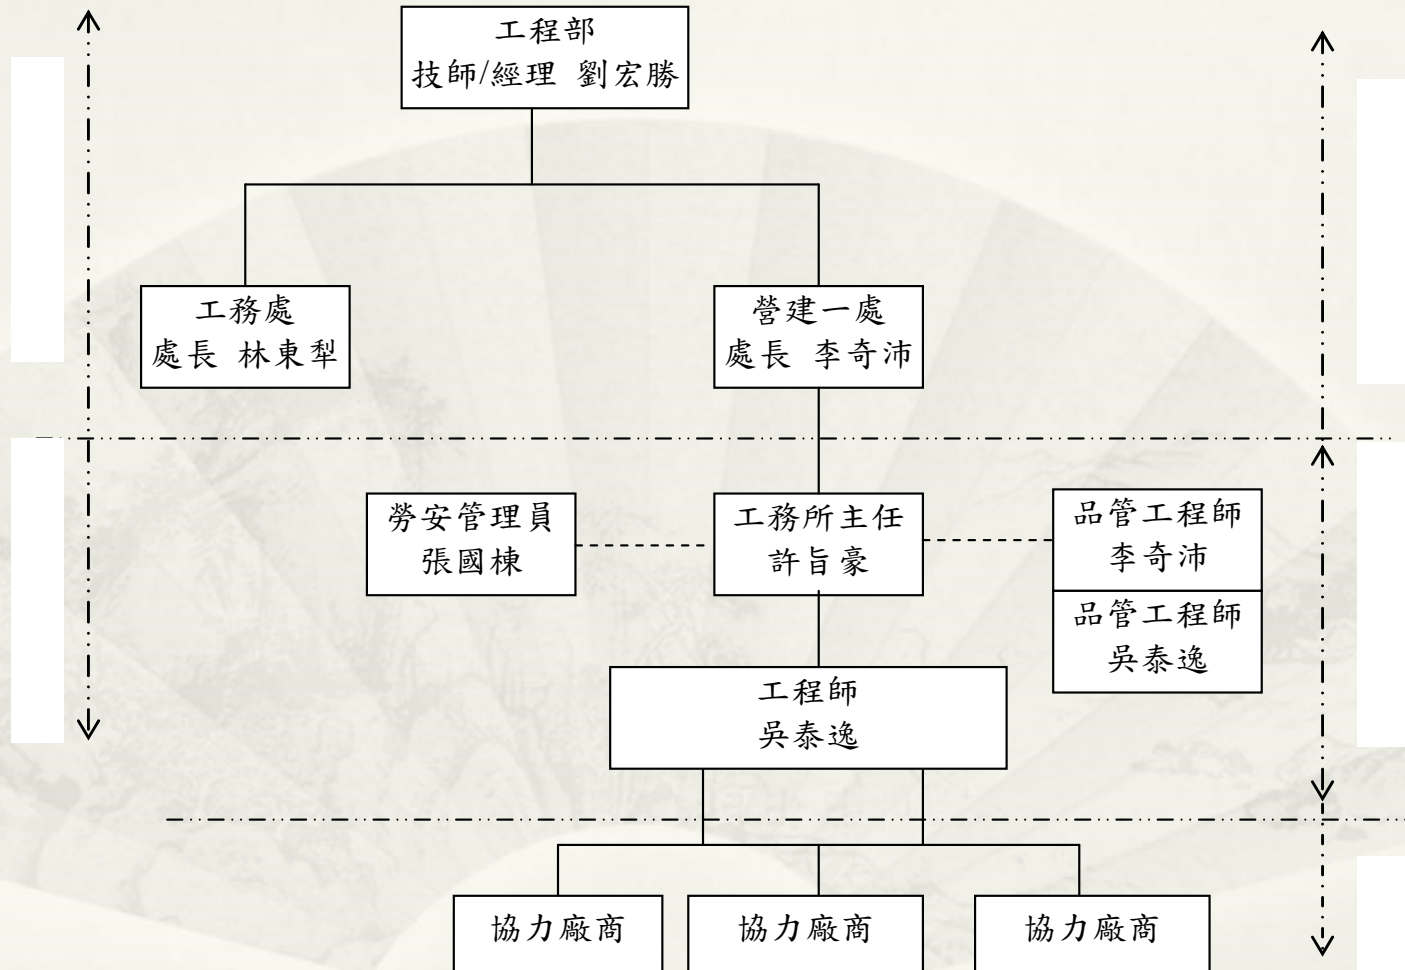 工程部
技師/經理 劉宏勝
工務處
處長 林東犁
營建一處
處長 李奇沛
勞安管理員
張國棟
工務所主任
許旨豪
品管工程師
李奇沛
品管工程師
吳泰逸
工程師
吳泰逸
協力廠商
協力廠商
協力廠商